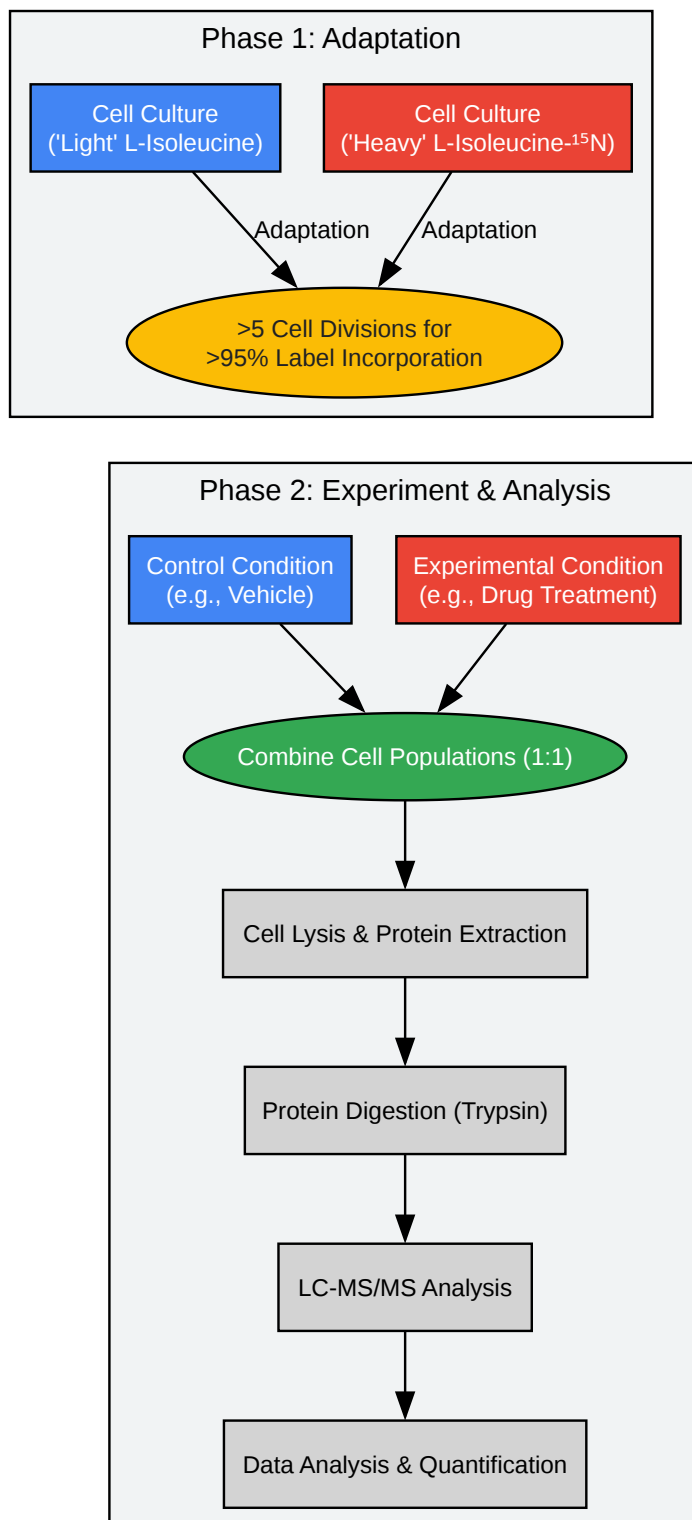 Phase 1: Adaptation
Cell Culture
('Light' L-Isoleucine)
Cell Culture
('Heavy' L-Isoleucine-¹⁵N)
Adaptation
Adaptation
>5 Cell Divisions for
>95% Label Incorporation
Phase 2: Experiment & Analysis
Control Condition
(e.g., Vehicle)
Experimental Condition
(e.g., Drug Treatment)
Combine Cell Populations (1:1)
Cell Lysis & Protein Extraction
Protein Digestion (Trypsin)
LC-MS/MS Analysis
Data Analysis & Quantification